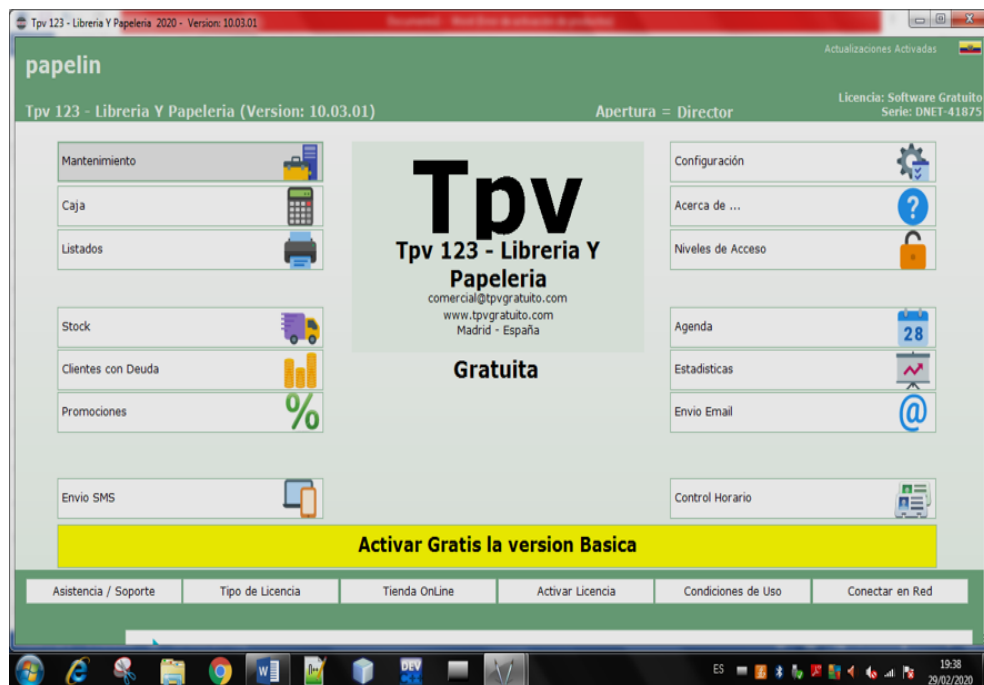 Tpv 123 - Libreria Y Papeleria 2020 - Version: 10.03.01
Actualizaciones Activadas
papelin
Licencia: Software Gratuito
Tpv 123 - Libreria Y Papeleria (Version: 10.03.01)
Apertura = Director
Serie: DNET-41875
Mantenimiento
Caja
Listados
Stock
Clientes con Deuda
Promociones
%
Envio SMS
Tpv
Tpv 123 - Libreria Y
Papeleria
comercial@tpvgratuito.com
www.tpvgratuito.com
Madrid - España
Gratuita
Configuración
Acerca de ...
?
Niveles de Acceso
Agenda
28
Estadisticas
Envio Email
@
Control Horario
Activar Gratis la version Basica
Asistencia / Soporte
Tipo de Licencia
Tienda OnLine
Activar Licencia
Condiciones de Uso
Conectar en Red
W
DEV
ES
19:38
29/02/2020